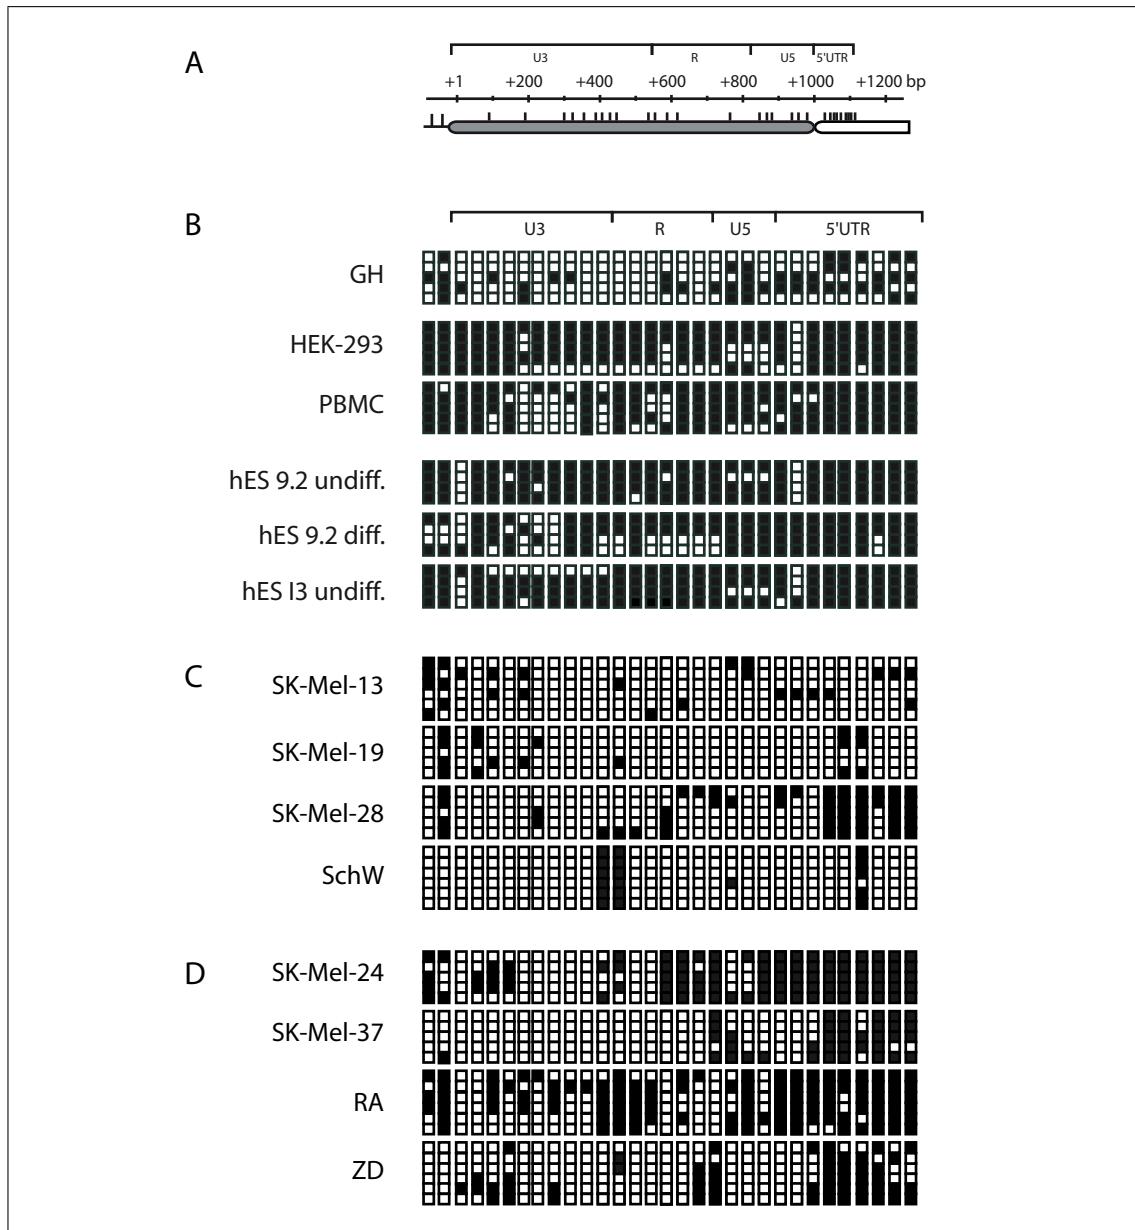 A
U3 R U5 5'UTR
+1 +200 +400 +600 +800 +1000 +1200 bp
B
U3 R U5 5'UTR
GH
HEK-293
PBMC
hES 9.2 undiff.
hES 9.2 diff.
hES I3 undiff.
C
SK-Mel-13
SK-Mel-19
SK-Mel-28
SchW
D
SK-Mel-24
SK-Mel-37
RA
ZD